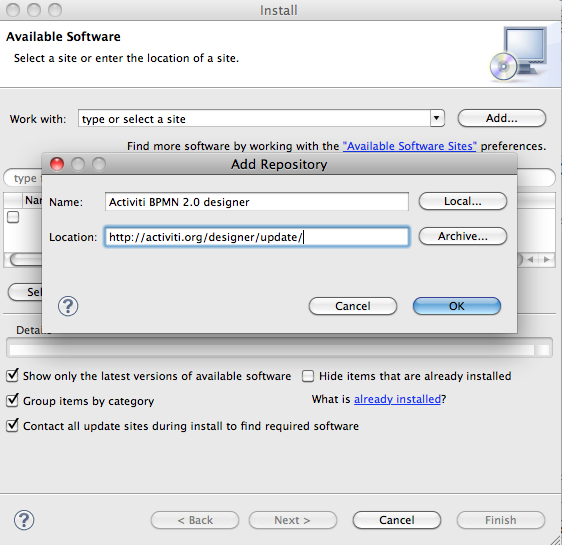 Install
Available Software
Select a site or enter the location of a site.
Work with: type or select a site Add...
Find more software by working with the "Available Software Sites" preferences.
Add Repository
type
Name: Activiti BPMN 2.0 designer Local...
Location: http://activiti.org/designer/update/ Archive...
Sel
? Cancel OK
Details
Show only the latest versions of available software Hide items that are already installed
Group items by category What is already installed?
Contact all update sites during install to find required software
? < Back Next > Cancel Finish